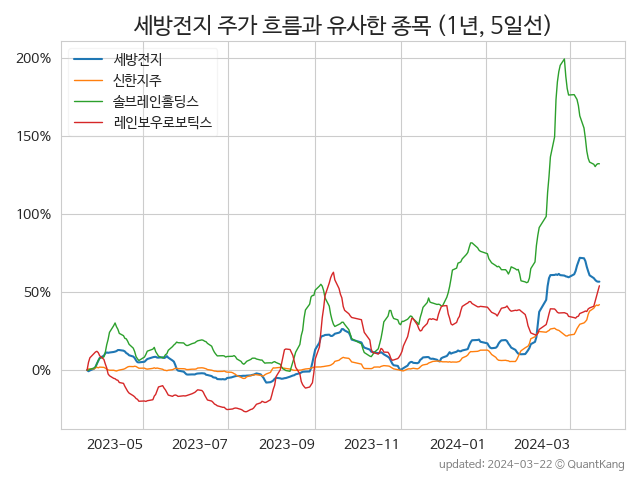 세방전지 주가 흐름과 유사한 종목 (1년, 5일선)
세방전지
신한지주
솔브레인홀딩스
레인보우로보틱스
200%
150%
100%
50%
0%
2023-05 2023-07 2023-09 2023-11 2024-01 2024-03
updated: 2024-03-22 © QuantKang